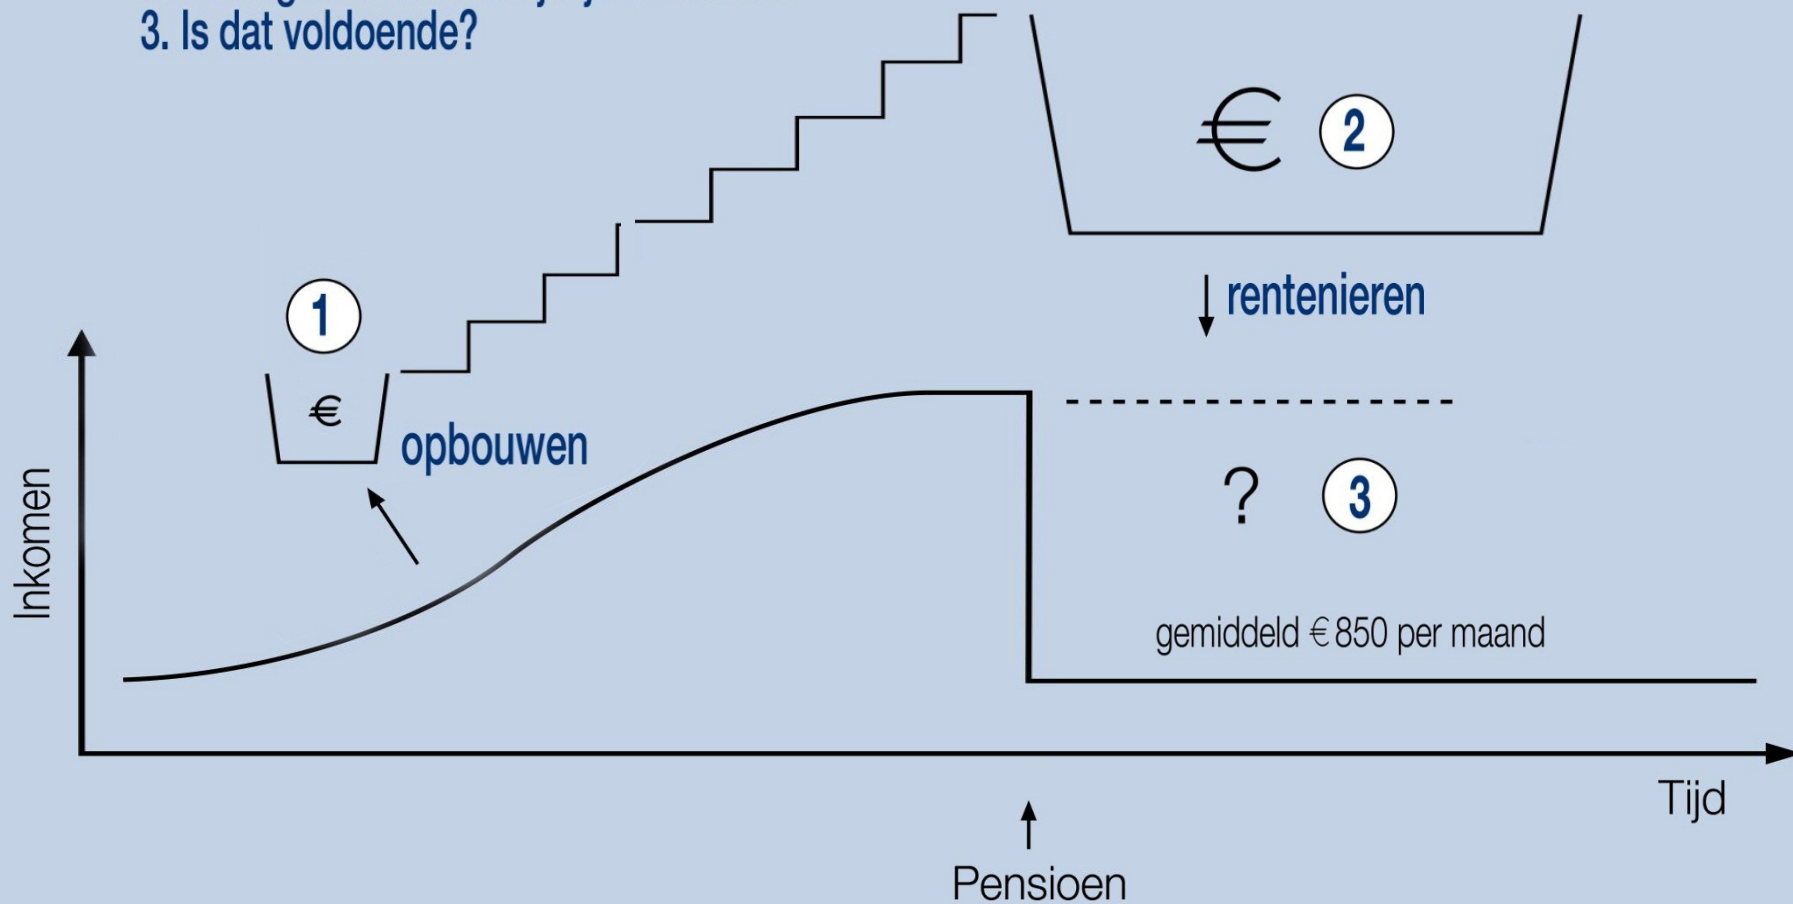 3. Is dat voldoende?
€ 2
1
rentenieren
€
opbouwen
Inkomen
? 3
gemiddeld € 850 per maand
Tijd
Pensioen